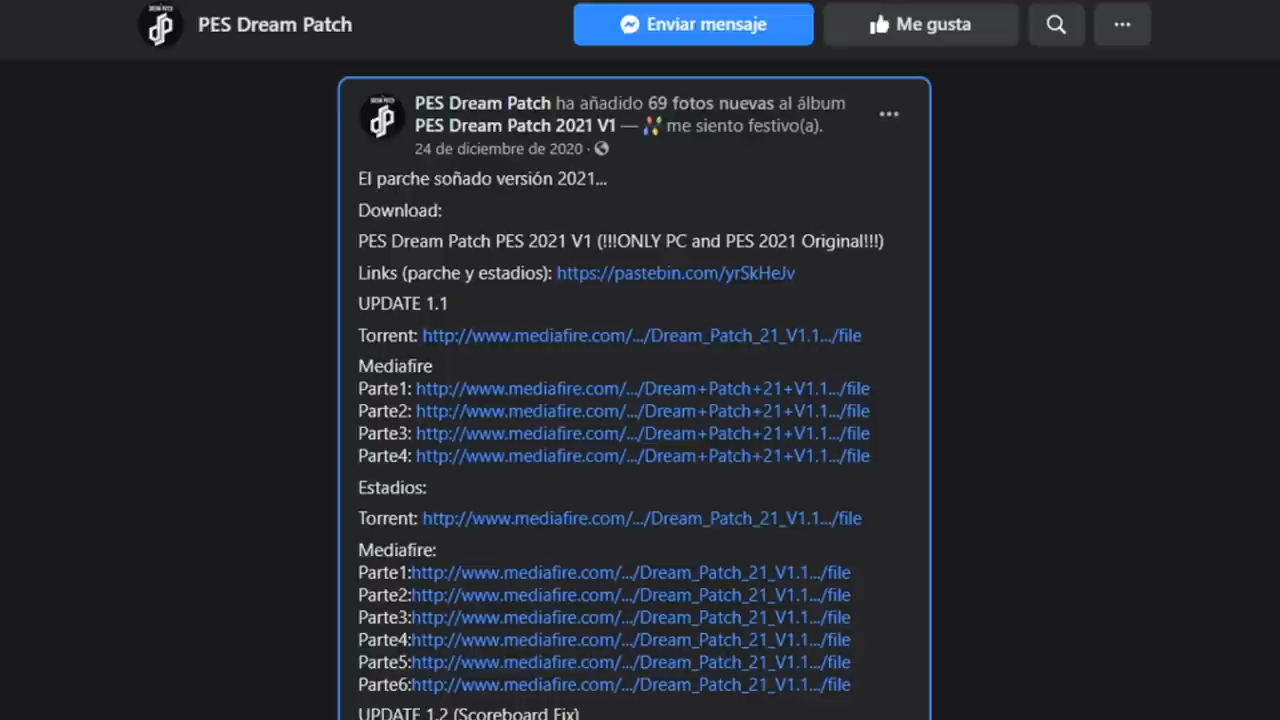 PES Dream Patch
Enviar mensaje
Me gusta
PES Dream Patch ha añadido 69 fotos nuevas al álbum
PES Dream Patch 2021 V1 — me siento festivo(a).
24 de diciembre de 2020 ·
El parche soñado versión 2021...
Download:
PES Dream Patch PES 2021 V1 (!!!ONLY PC and PES 2021 Original!!!)
Links (parche y estadios): https://pastebin.com/yrSkHeJv
UPDATE 1.1
Torrent: http://www.mediafire.com/.../Dream_Patch_21_V1.1.../file
Mediafire
Parte1: http://www.mediafire.com/.../Dream+Patch+21+V1.1.../file
Parte2: http://www.mediafire.com/.../Dream+Patch+21+V1.1.../file
Parte3: http://www.mediafire.com/.../Dream+Patch+21+V1.1.../file
Parte4: http://www.mediafire.com/.../Dream+Patch+21+V1.1.../file
Estadios:
Torrent: http://www.mediafire.com/.../Dream_Patch_21_V1.1.../file
Mediafire:
Parte1:http://www.mediafire.com/.../Dream_Patch_21_V1.1.../file
Parte2:http://www.mediafire.com/.../Dream_Patch_21_V1.1.../file
Parte3:http://www.mediafire.com/.../Dream_Patch_21_V1.1.../file
Parte4:http://www.mediafire.com/.../Dream_Patch_21_V1.1.../file
Parte5:http://www.mediafire.com/.../Dream_Patch_21_V1.1.../file
Parte6:http://www.mediafire.com/.../Dream_Patch_21_V1.1.../file
UPDATE 1.2 (Scoreboard Fix)